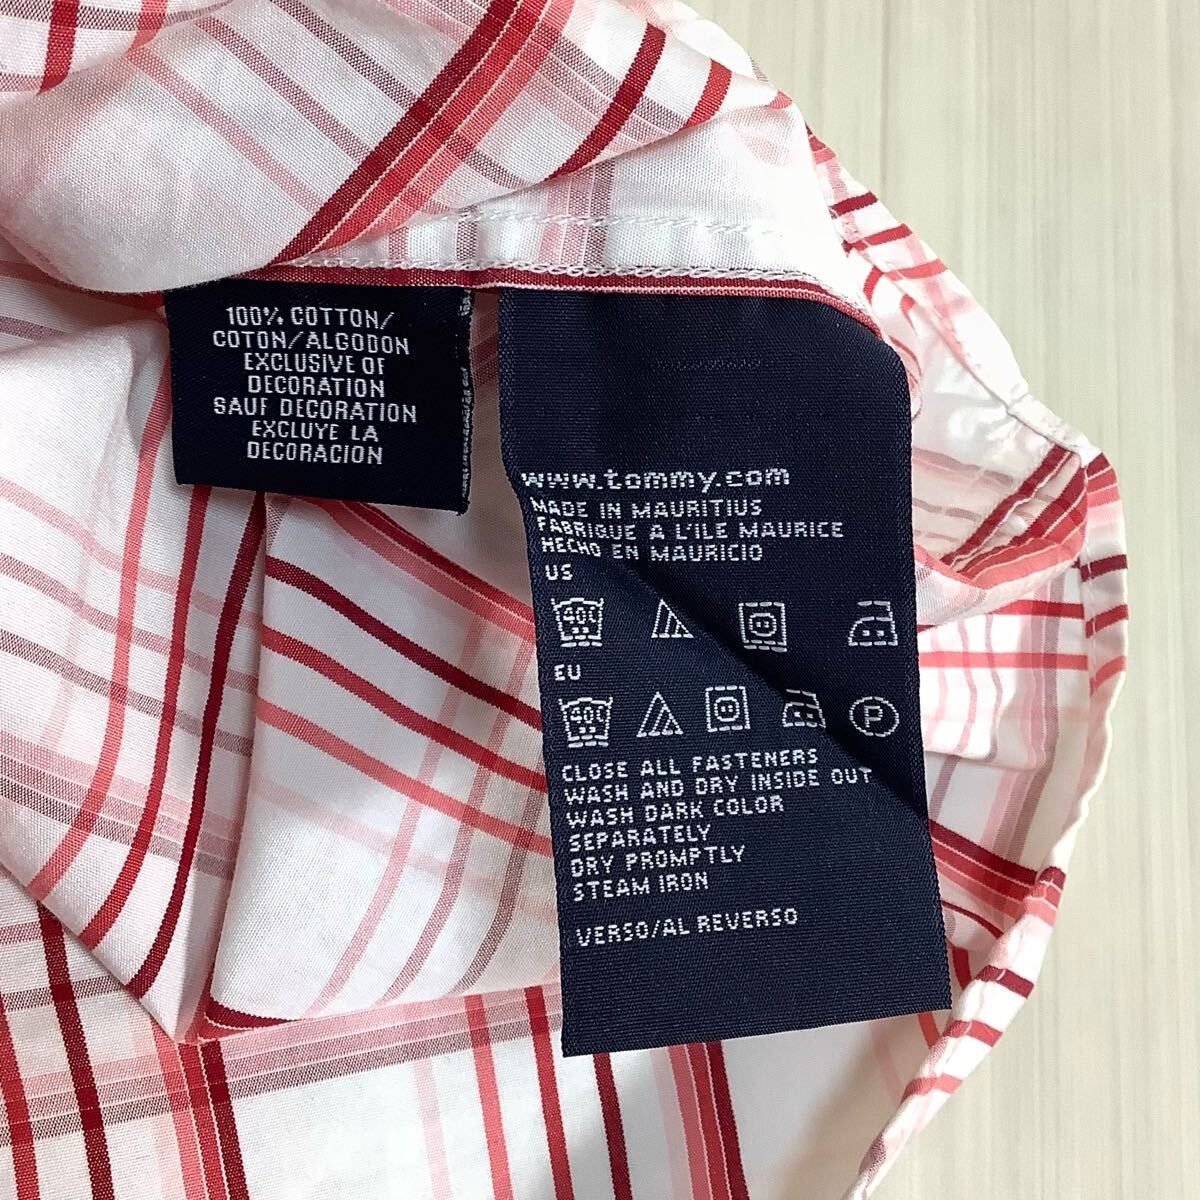 100% COTTON/
COTON/ALGODON
EXCLUSIVE OF
DECORATION
SAUF DECORATION
EXCLUYE LA
DECORACION
www.tommy.com
MADE IN MAURITIUS
FABRIQUE A L'ILE MAURICE
HECHO EN MAURICIO
US
40C
EU
40C
P
CLOSE ALL FASTENERS
WASH AND DRY INSIDE OUT
WASH DARK COLOR
SEPARATELY
DRY PROMPTLY
STEAM IRON
VERSO/AL REVERSO